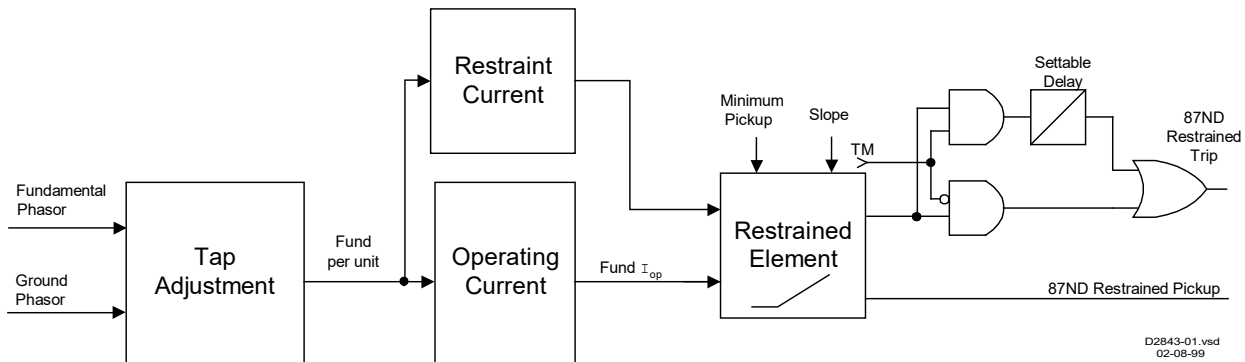 Fundamental
Phasor
Ground
Phasor
Tap
Adjustment
Fund
per unit
Restraint
Current
Operating
Current
Fund Iop
Minimum
Pickup
Slope
TM
Restrained
Element
Settable
Delay
87ND
Restrained
Trip
87ND Restrained Pickup
D2843-01.vsd
02-08-99